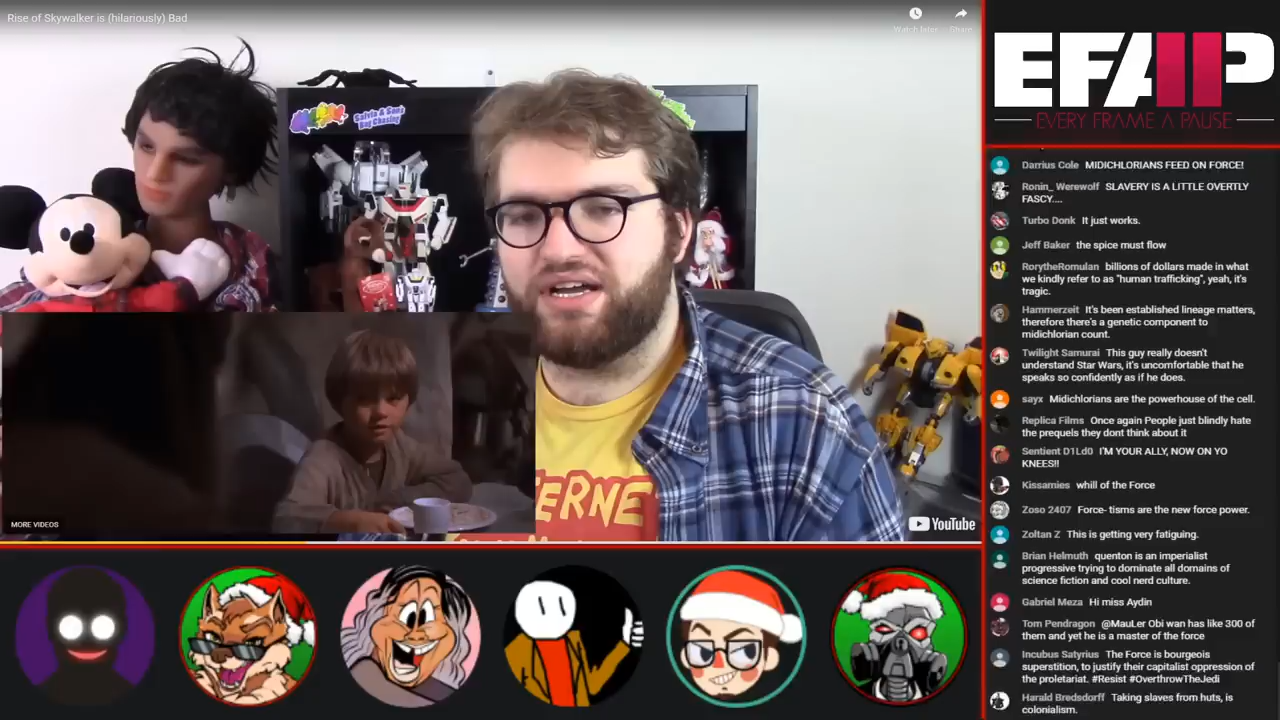 Rise of Skywalker is (hilariously) Bad
Watch later
Share
MORE VIDEOS
YouTube
EFAP
EVERY FRAME A PAUSE
Darrius Cole MIDICHLORIANS FEED ON FORCE!
Ronin_ Werewolf SLAVERY IS A LITTLE OVERTLY
FASCY....
Turbo Donk It just works.
Jeff Baker the spice must flow
RorytheRomulan billions of dollars made in what
we kindly refer to as "human trafficking", yeah, it's
tragic.
Hammerzeit It's been established lineage matters,
therefore there's a genetic component to
midichlorian count.
Twilight Samurai This guy really doesn't
understand Star Wars, it's uncomfortable that he
speaks so confidently as if he does.
sayx Midichlorians are the powerhouse of the cell.
Replica Films Once again People just blindly hate
the prequels they dont think about it
Sentient D1Ld0 I'M YOUR ALLY, NOW ON YO
KNEES!!
Kissamies whill of the Force
Zoso 2407 Force- tisms are the new force power.
Zoltan Z This is getting very fatiguing.
Brian Helmuth quenton is an imperialist
progressive trying to dominate all domains of
science fiction and cool nerd culture.
Gabriel Meza Hi miss Aydin
Tom Pendragon @MauLer Obi wan has like 300 of
them and yet he is a master of the force
Incubus Satyrius The Force is bourgeois
superstition, to justify their capitalist oppression of
the proletariat. #Resist #OverthrowTheJedi
Harald Bredsdorff Taking slaves from huts, is
colonialism.